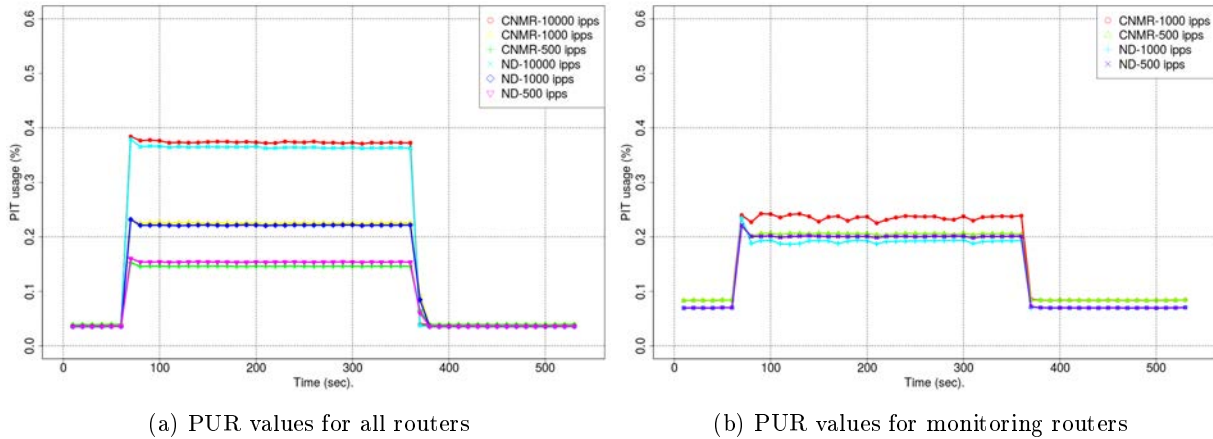 CNMR-10000 ipps
CNMR-1000 ipps
CNMR-500 ipps
ND-10000 ipps
ND-1000 ipps
ND-500 ipps
PIT usage (%)
0.6
0.5
0.4
0.3
0.2
0.1
0.0
0 100 200 300 400 500
Time (sec).
(a) PUR values for all routers
CNMR-1000 ipps
CNMR-500 ipps
ND-1000 ipps
ND-500 ipps
PIT usage (%)
0.6
0.5
0.4
0.3
0.2
0.1
0.0
0 100 200 300 400 500
Time (sec).
(b) PUR values for monitoring routers